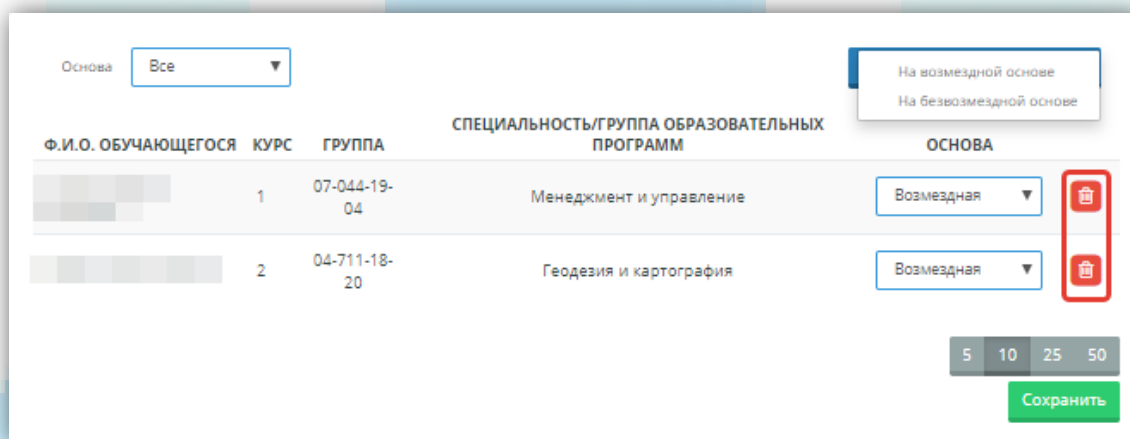 Основа
Все
На возмездной основе
На безвозмездной основе
Ф.И.О. ОБУЧАЮЩЕГОСЯ КУРС ГРУППА СПЕЦИАЛЬНОСТЬ/ГРУППА ОБРАЗОВАТЕЛЬНЫХ
ПРОГРАММ ОСНОВА
1 07-044-19-
04 Менеджмент и управление Возмездная
2 04-711-18-
20 Геодезия и картография Возмездная
5 10 25 50
Сохранить